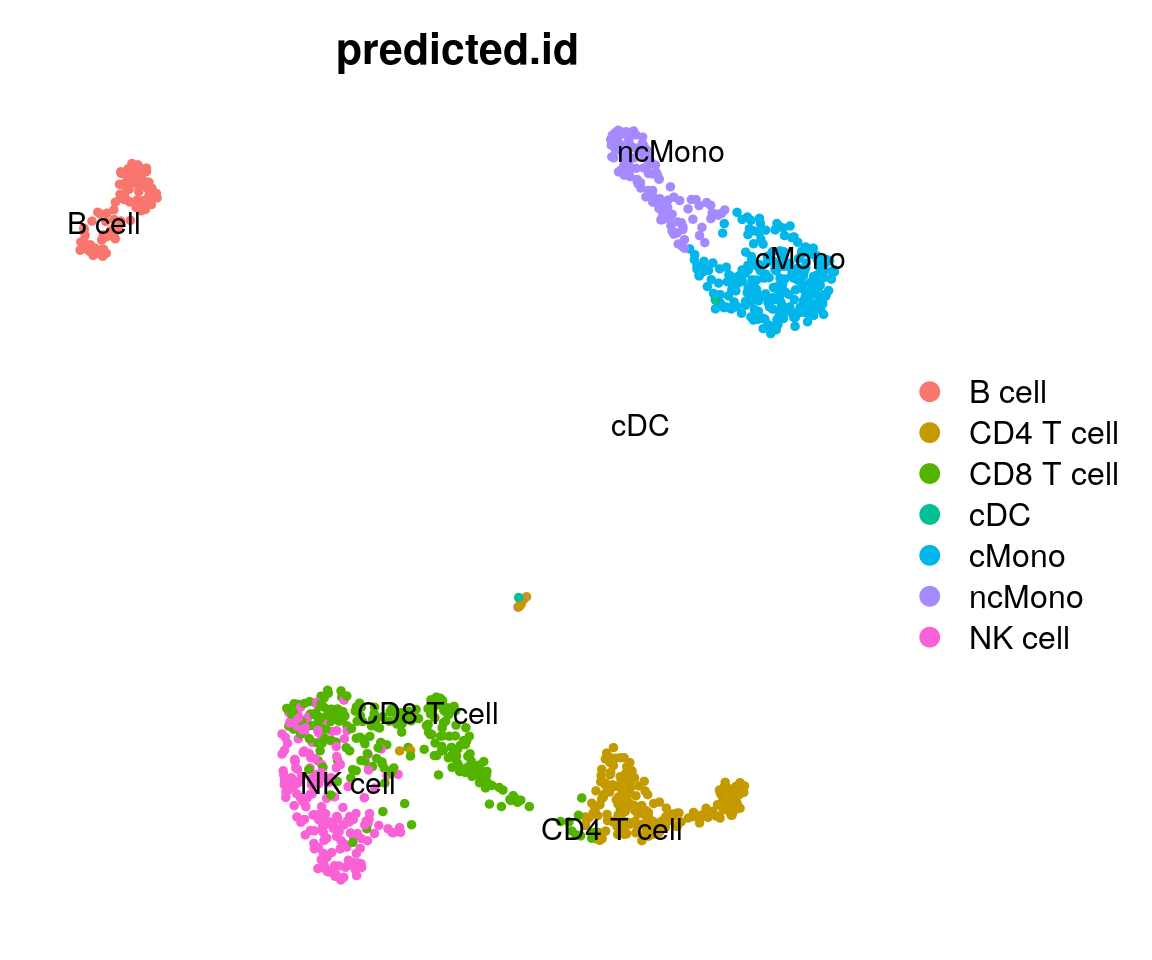 predicted.id
ncMono
B cell
cMono
cDC
CD8 T cell
NK cell
CD4 T cell
B cell
CD4 T cell
CD8 T cell
cDC
cMono
ncMono
NK cell